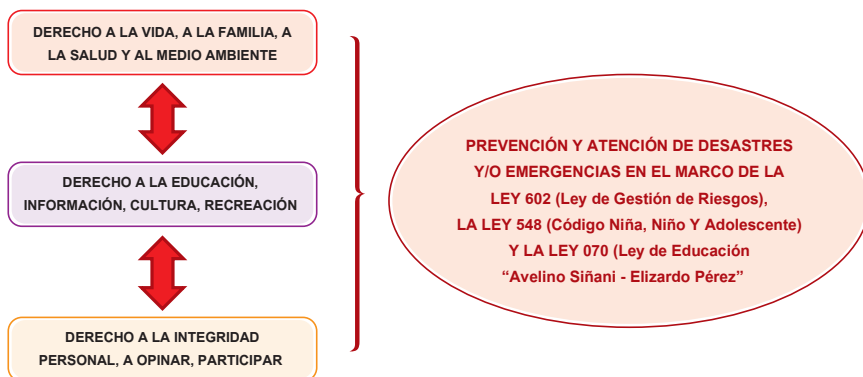 DERECHO A LA VIDA, A LA FAMILIA, A
LA SALUD Y AL MEDIO AMBIENTE
DERECHO A LA EDUCACIÓN,
INFORMACIÓN, CULTURA, RECREACIÓN
DERECHO A LA INTEGRIDAD
PERSONAL, A OPINAR, PARTICIPAR
PREVENCIÓN Y ATENCIÓN DE DESASTRES
Y/O EMERGENCIAS EN EL MARCO DE LA
LEY 602 (Ley de Gestión de Riesgos),
LA LEY 548 (Código Niña, Niño Y Adolescente)
Y LA LEY 070 (Ley de Educación
“Avelino Siñani - Elizardo Pérez”